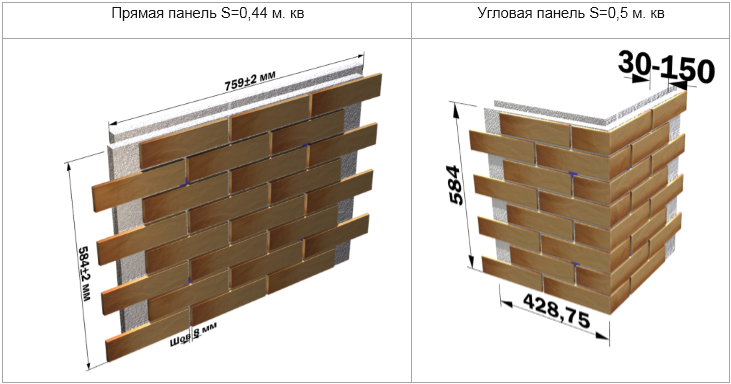 Прямая панель S=0,44 м. кв
Угловая панель S=0,5 м. кв
759±2 мм
584±2 мм
Шов 8 мм
30-150
584
428,75